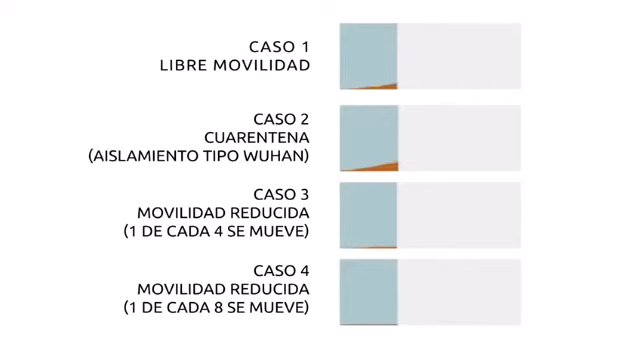 CASO 1
LIBRE MOVILIDAD
CASO 2
CUARENTENA
(AISLAMIENTO TIPO WUHAN)
CASO 3
MOVILIDAD REDUCIDA
(1 DE CADA 4 SE MUEVE)
CASO 4
MOVILIDAD REDUCIDA
(1 DE CADA 8 SE MUEVE)